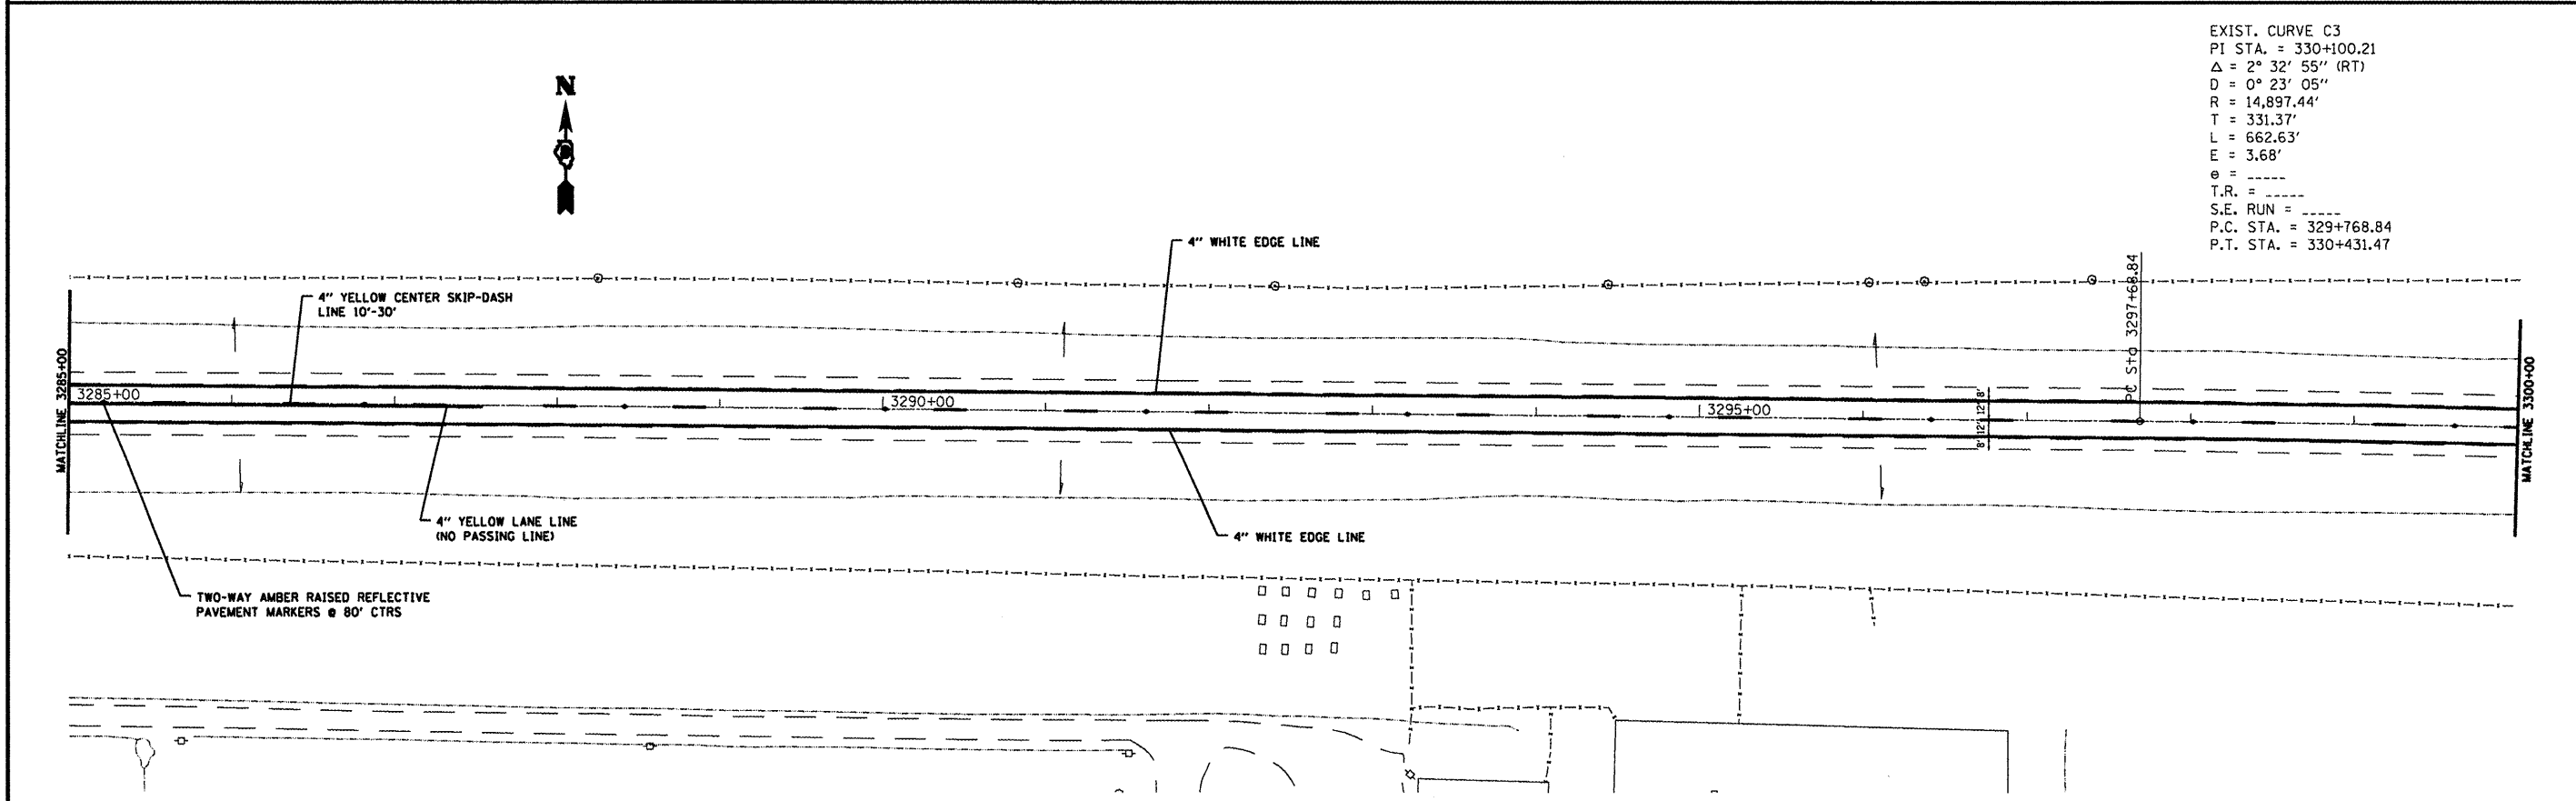 EXIST. CURVE C3
PI STA. = 330+100.21
Δ = 2° 32' 55" (RT)
D = 0° 23' 05"
R = 14,897.44'
T = 331.37'
L = 662.63'
E = 3.68'
e = _____
T.R. = _____
S.E. RUN = _____
P.C. STA. = 329+768.84
P.T. STA. = 330+431.47
N
4" WHITE EDGE LINE
4" YELLOW CENTER SKIP-DASH
LINE 10'-30'
PC Sta 3297+68.84
MATCHLINE 3285+00
3285+00
3290+00
3295+00
8' 12' 12' 8'
MATCHLINE 3300+00
4" YELLOW LANE LINE
(NO PASSING LINE)
4" WHITE EDGE LINE
TWO-WAY AMBER RAISED REFLECTIVE
PAVEMENT MARKERS @ 80' CTRS